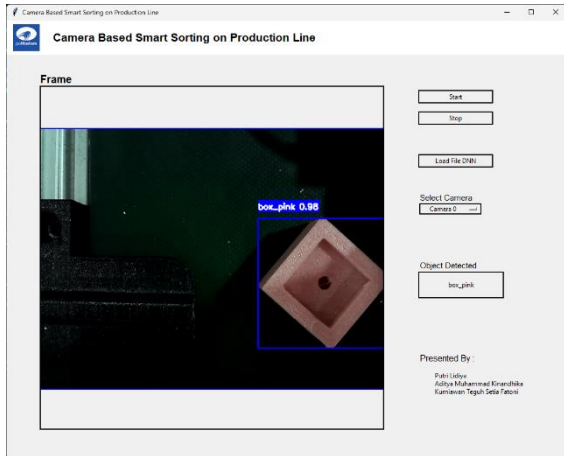 Camera Based Smart Sorting on Production Line
Camera Based Smart Sorting on Production Line
Frame
box_pink 0.98
Start
Stop
Load File DNN
Select Camera
Camera 0
Object Detected
box_pink
Presented By :
Putri Lidiya
Aditya Muhammad Kinandhika
Kurniawan Teguh Setia Fatoni